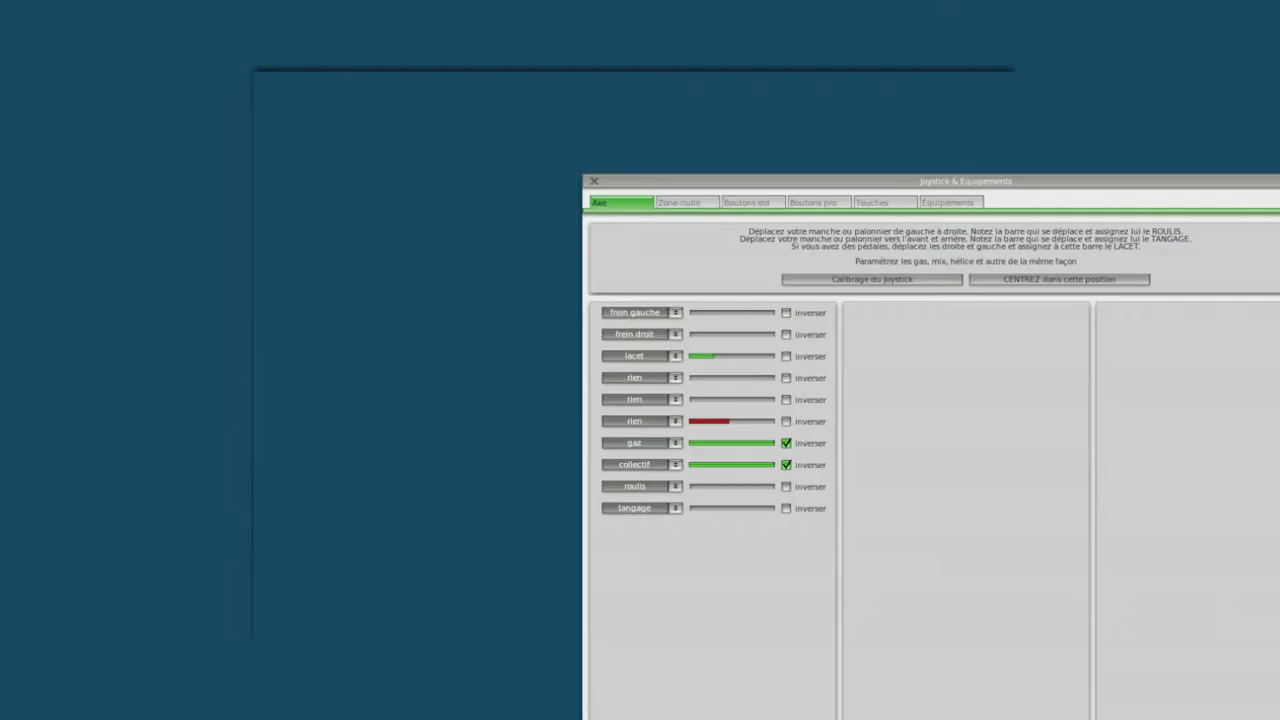 Joystick & Equipements
Axe
Zone-nulle
Boutons std
Boutons pro
Touches
Equipements
Déplacez votre manche ou palonnier de gauche à droite. Notez la barre qui se déplace et assignez lui le ROULIS.
Déplacez votre manche ou palonnier vers l'avant et arrière. Notez la barre qui se déplace et assignez lui le TANGAGE.
Si vous avez des pédales, déplacez les droite et gauche et assignez à cette barre le LACET.
Paramétrez les gas, mix, hélice et autre de la même façon
Calibrage du Joystick
CENTREZ dans cette position
frein gauche inverser
frein droit inverser
lacet inverser
rien inverser
rien inverser
rien inverser
gaz inverser
collectif inverser
roulis inverser
tangage inverser